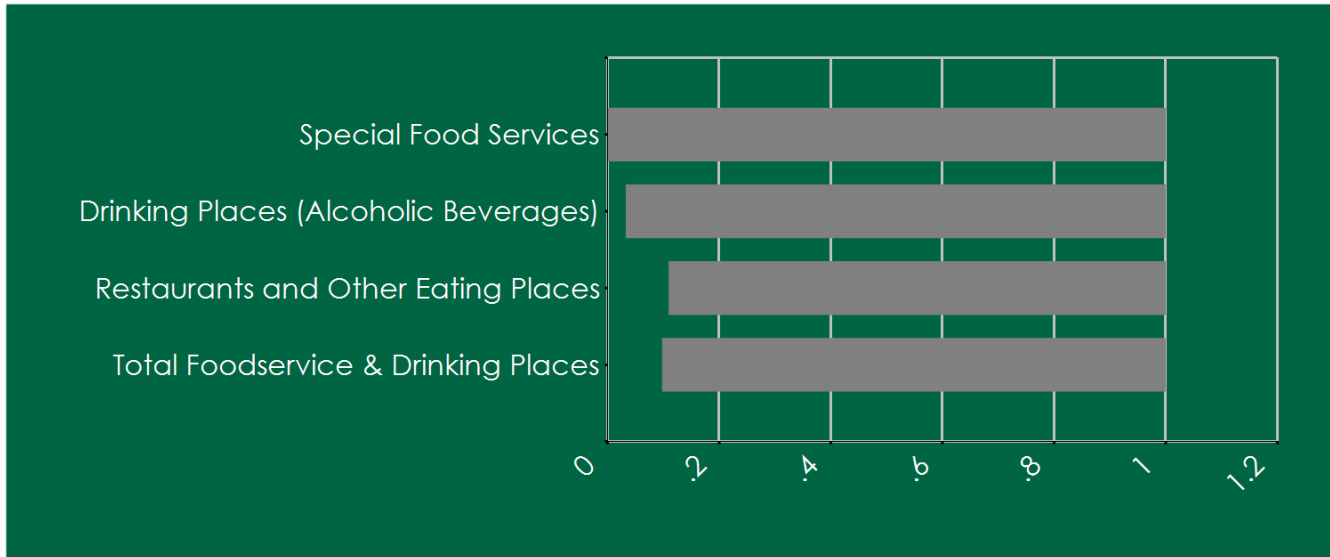 Special Food Services
Drinking Places (Alcoholic Beverages)
Restaurants and Other Eating Places
Total Foodservice & Drinking Places
0 .2 .4 .6 .8 1 1.2